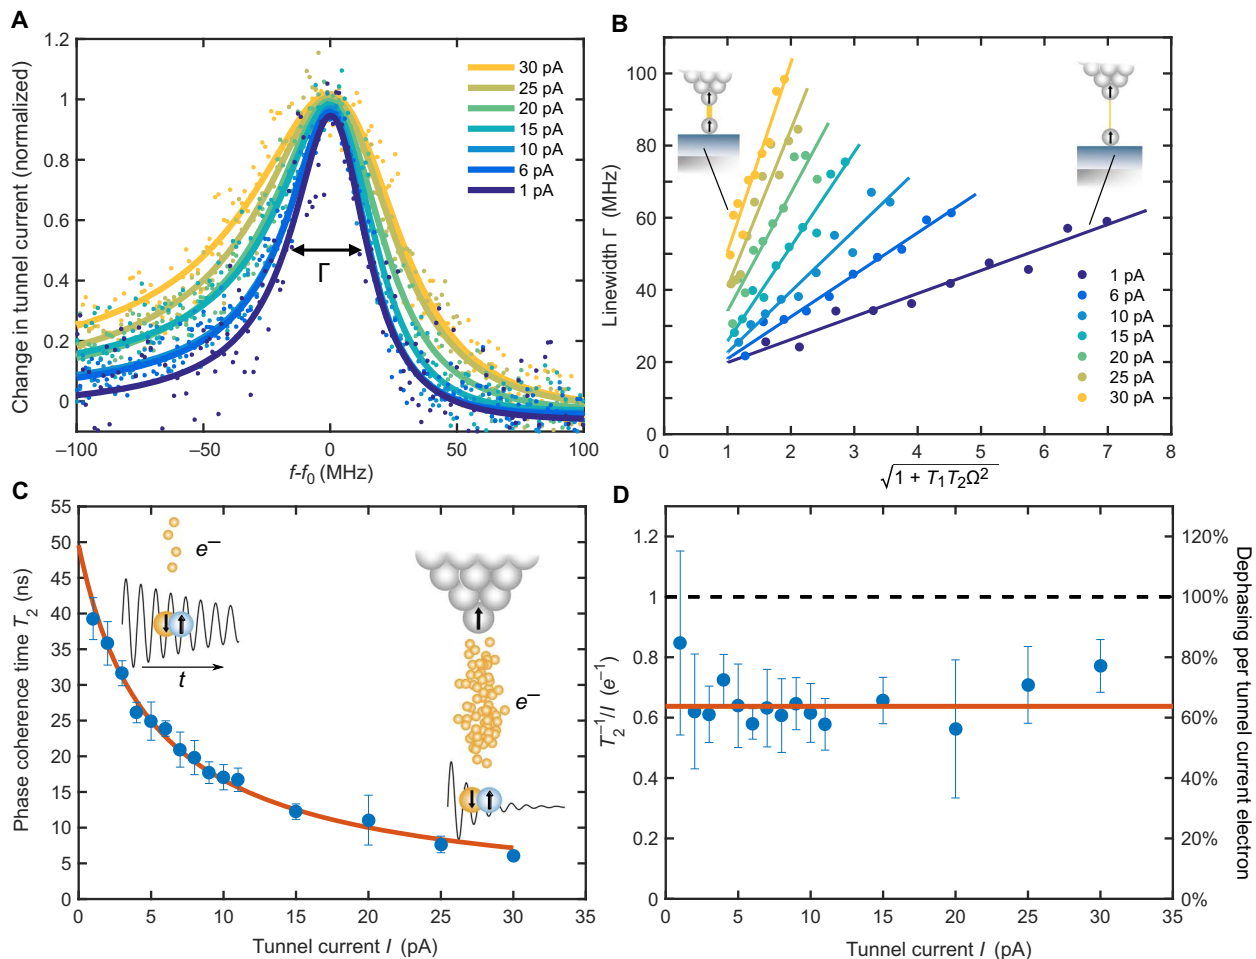 A
Change in tunnel current (normalized)
1.2
1
0.8
0.6
0.4
0.2
0
−100
−50
0
50
100
f-f0 (MHz)
30 pA
25 pA
20 pA
15 pA
10 pA
6 pA
1 pA
Γ
B
Linewidth Γ (MHz)
100
80
60
40
20
0
0
1
2
3
4
5
6
7
8
√1 + T1T2Ω²
1 pA
6 pA
10 pA
15 pA
20 pA
25 pA
30 pA
C
Phase coherence time T2 (ns)
55
50
45
40
35
30
25
20
15
10
5
0
0
5
10
15
20
25
30
35
Tunnel current I (pA)
e−
t
e−
D
T2−1/I (e−1)
1.2
1
0.8
0.6
0.4
0.2
0
0
5
10
15
20
25
30
35
Tunnel current I (pA)
120%
100%
80%
60%
40%
20%
0%
Dephasing per tunnel current electron